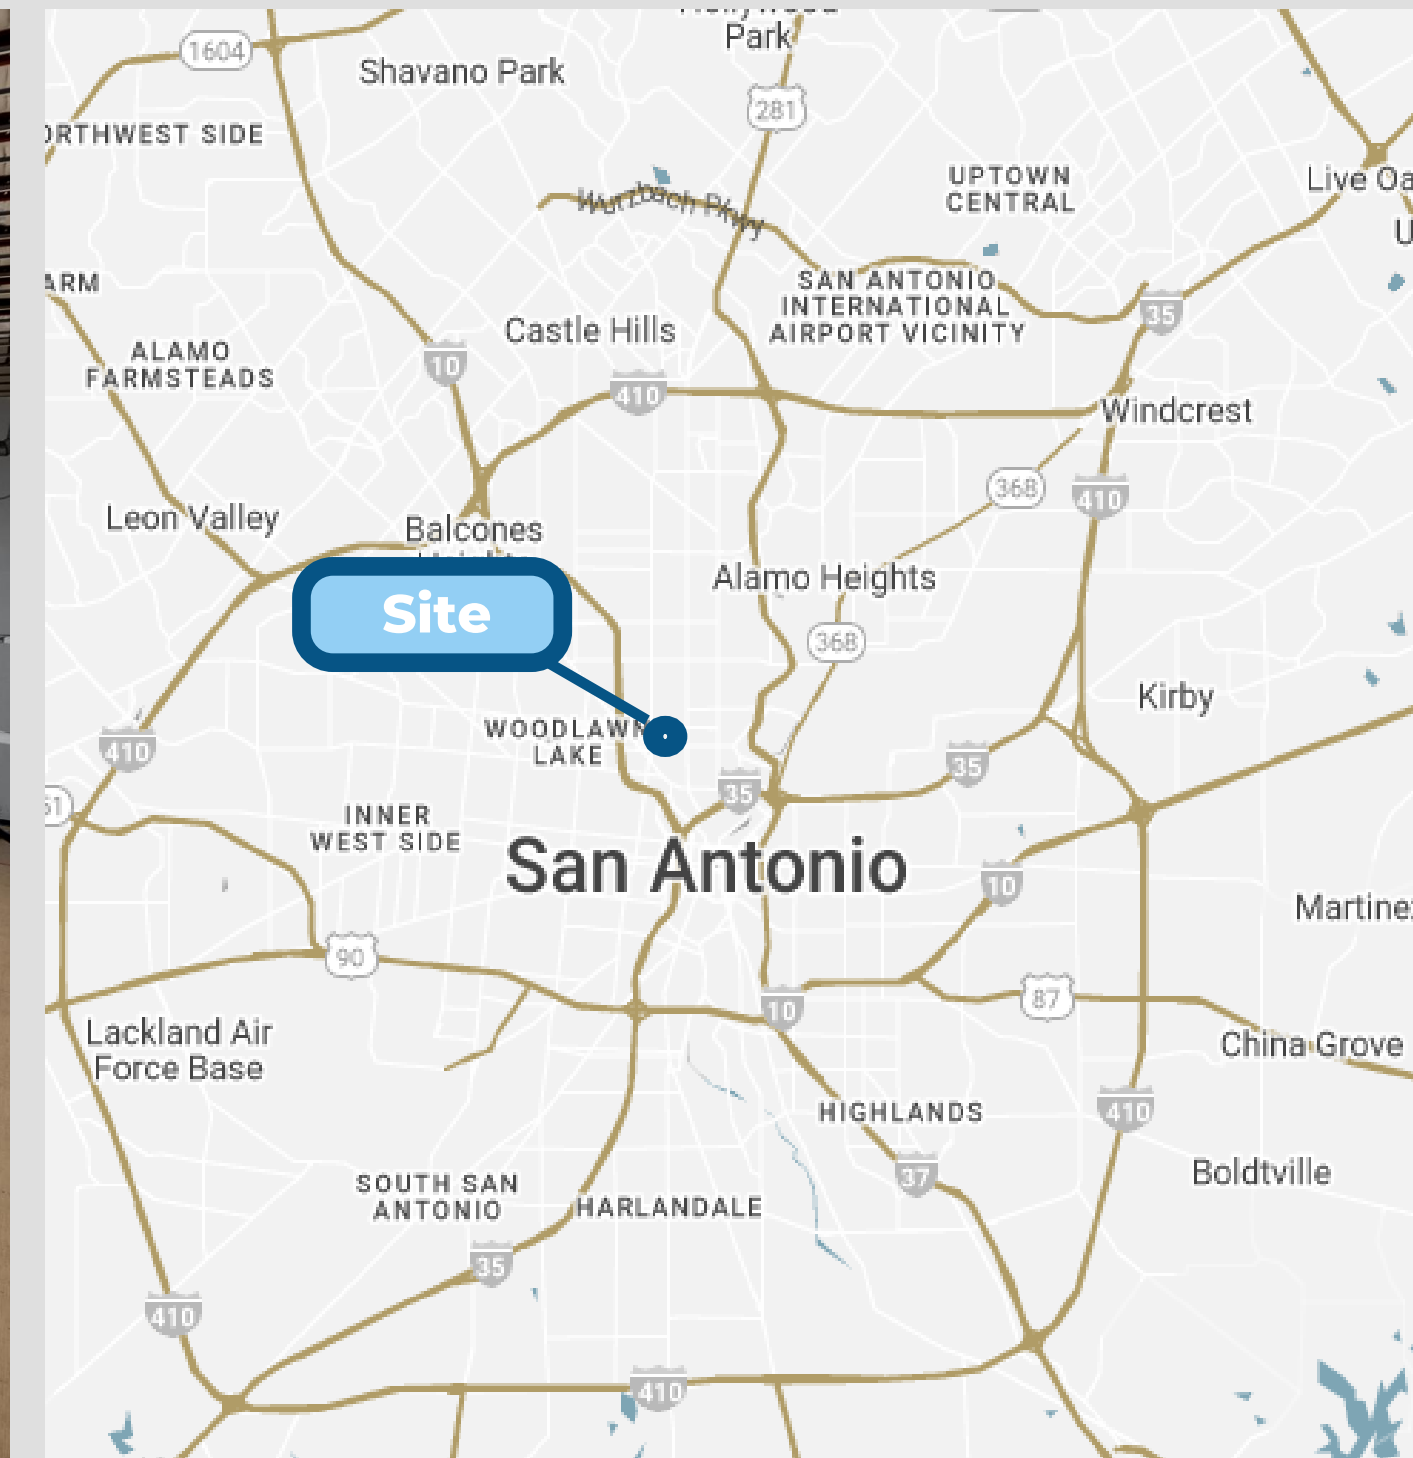 Park
1604
Shavano Park
281
UPTOWN
CENTRAL
Live Oa
Wurzbach Pkwy
ARM
SAN ANTONIO
INTERNATIONAL
AIRPORT VICINITY
35
Castle Hills
ALAMO
FARMSTEADS
10
410
Windcrest
368
410
Leon Valley
Balcones
Alamo Heights
Site
368
Kirby
WOODLAWN
LAKE
410
35
35
INNER
WEST SIDE
San Antonio
10
Martine
90
87
10
Lackland Air
Force Base
China Grove
HIGHLANDS
410
37
Boldtville
SOUTH SAN
ANTONIO
HARLANDALE
35
410
410